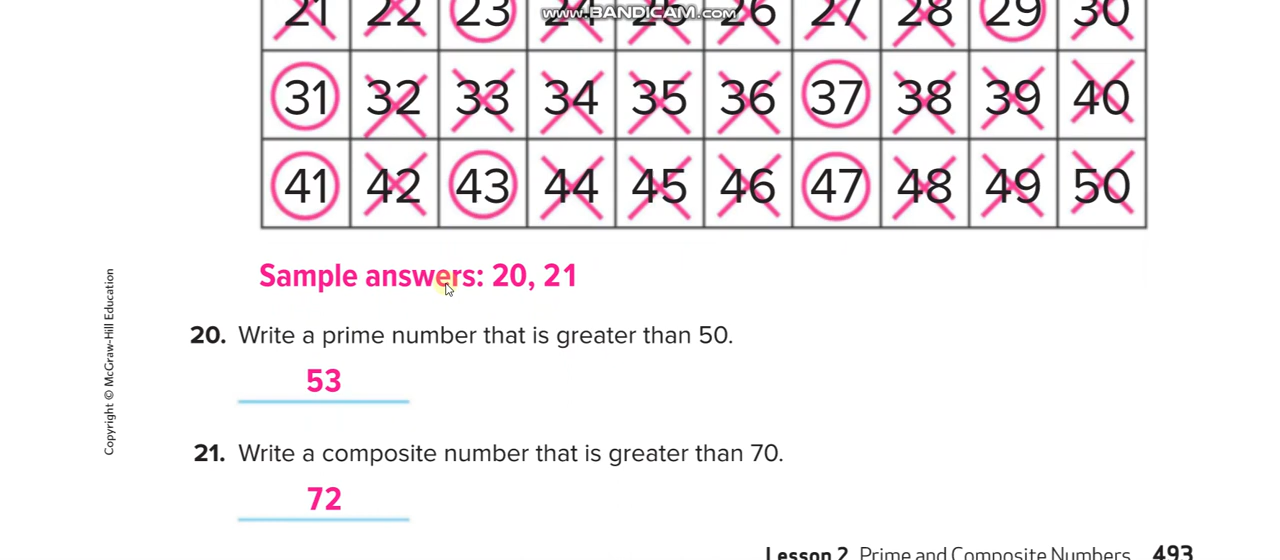 www.BANDICAM.com
21 22 23 24 25 26 27 28 29 30
31 32 33 34 35 36 37 38 39 40
41 42 43 44 45 46 47 48 49 50
Sample answers: 20, 21
20. Write a prime number that is greater than 50.
53
21. Write a composite number that is greater than 70.
72
Copyright © McGraw-Hill Education
Lesson 2 Prime and Composite Numbers 493